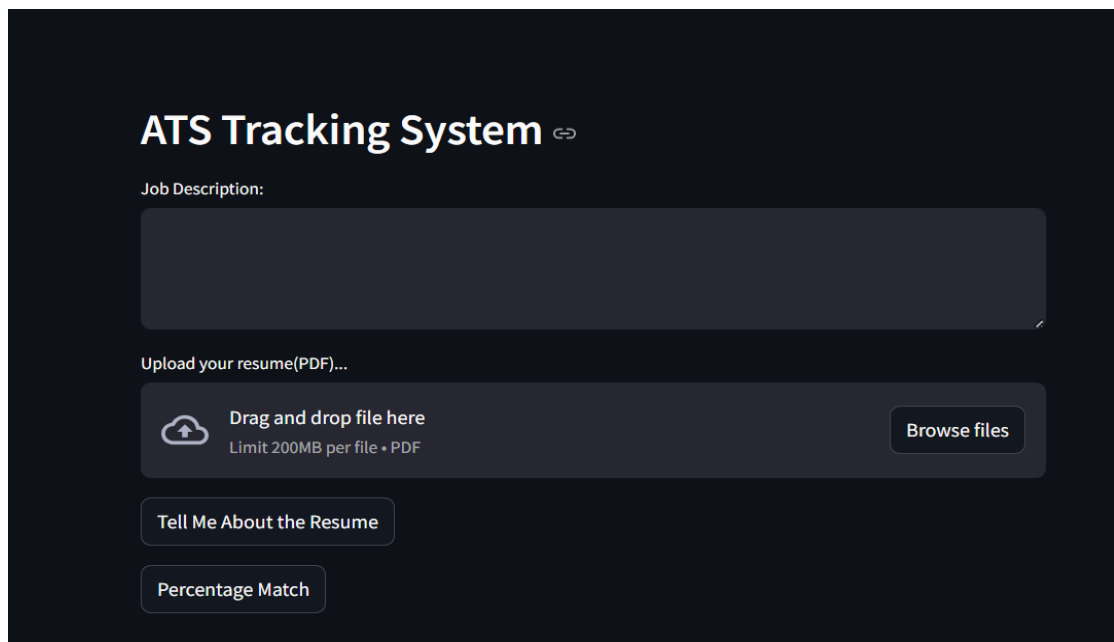 ATS Tracking System
Job Description:
Upload your resume(PDF)...
Drag and drop file here
Limit 200MB per file • PDF
Browse files
Tell Me About the Resume
Percentage Match